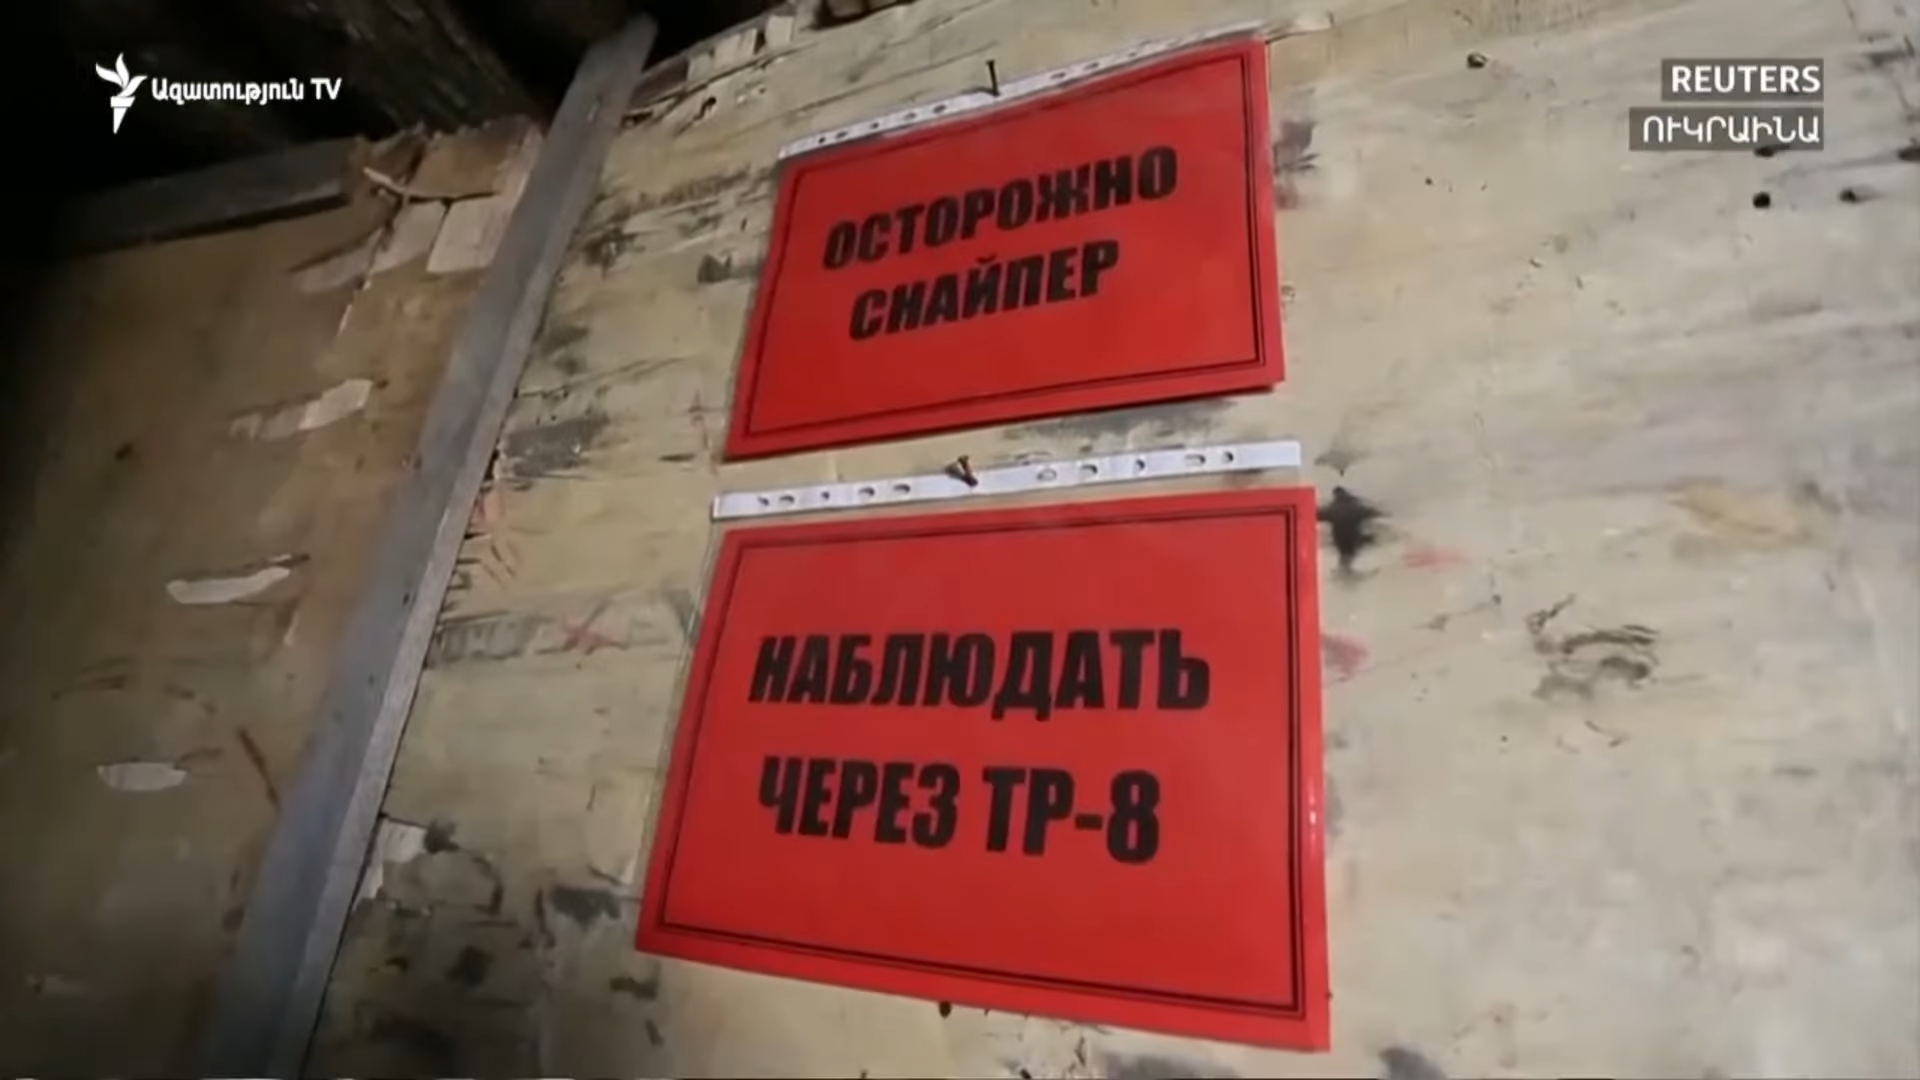 Ազատություն TV
REUTERS
ՈՒԿՐԱԻՆԱ
ОСТОРОЖНО
СНАЙПЕР
НАБЛЮДАТЬ
ЧЕРЕЗ ТР-8